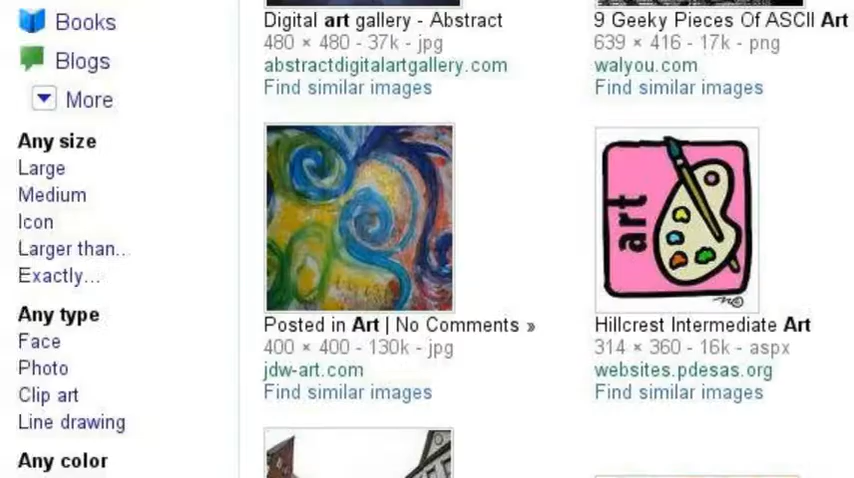 Books
Blogs
More
Any size
Large
Medium
Icon
Larger than...
Exactly...
Any type
Face
Photo
Clip art
Line drawing
Any color
Digital art gallery - Abstract
480 × 480 - 37k - jpg
abstractdigitalartgallery.com
Find similar images
9 Geeky Pieces Of ASCII Art
639 × 416 - 17k - png
walyou.com
Find similar images
Posted in Art | No Comments »
400 × 400 - 130k - jpg
jdw-art.com
Find similar images
art
Hillcrest Intermediate Art
314 × 360 - 16k - aspx
websites.pdesas.org
Find similar images